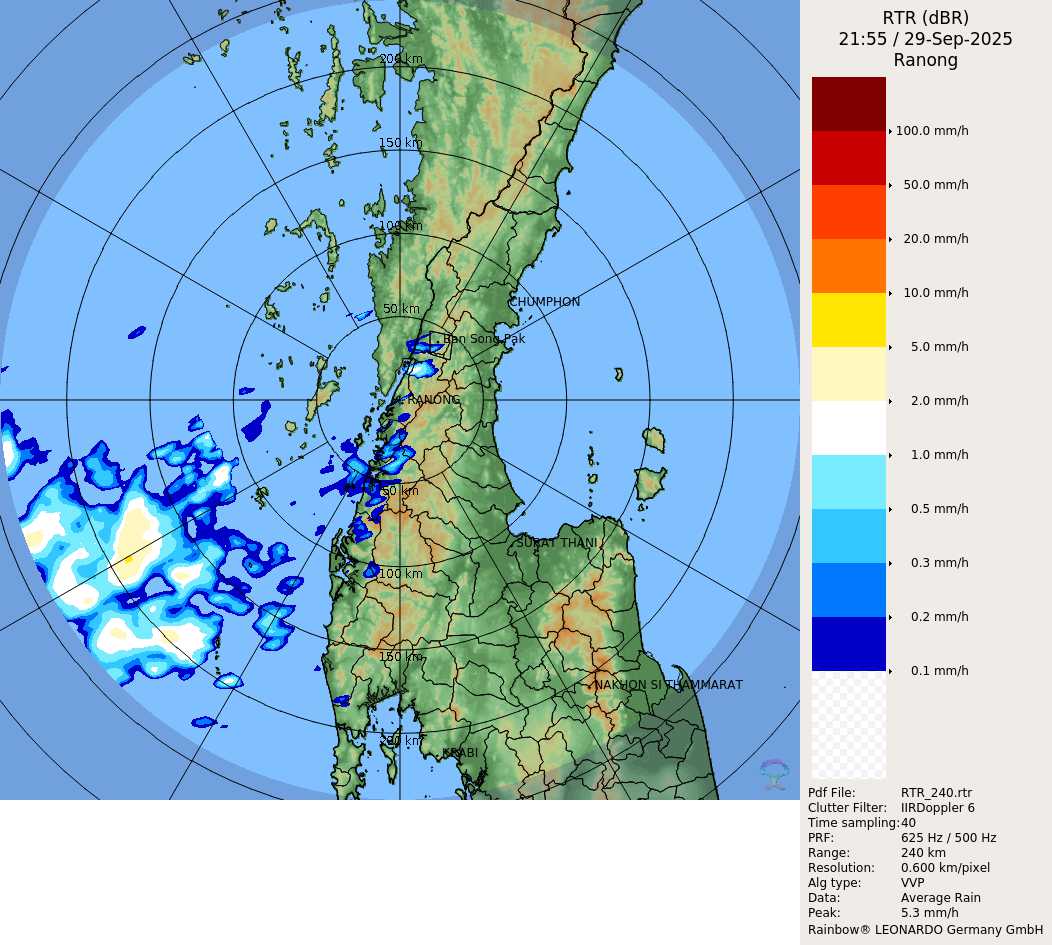 RTR (dBR)
21:55 / 29-Sep-2025
Ranong
200 km
150 km
100 km
50 km
CHUMPHON
Ban Song Pak
RANONG
50 km
SURAT THANI
100 km
150 km
NAKHON SI THAMMARAT
200 km
KRABI
100.0 mm/h
50.0 mm/h
20.0 mm/h
10.0 mm/h
5.0 mm/h
2.0 mm/h
1.0 mm/h
0.5 mm/h
0.3 mm/h
0.2 mm/h
0.1 mm/h
Pdf File: RTR_240.rtr
Clutter Filter: IIRDoppler 6
Time sampling:40
PRF: 625 Hz / 500 Hz
Range: 240 km
Resolution: 0.600 km/pixel
Alg type: VVP
Data: Average Rain
Peak: 5.3 mm/h
Rainbow® LEONARDO Germany GmbH